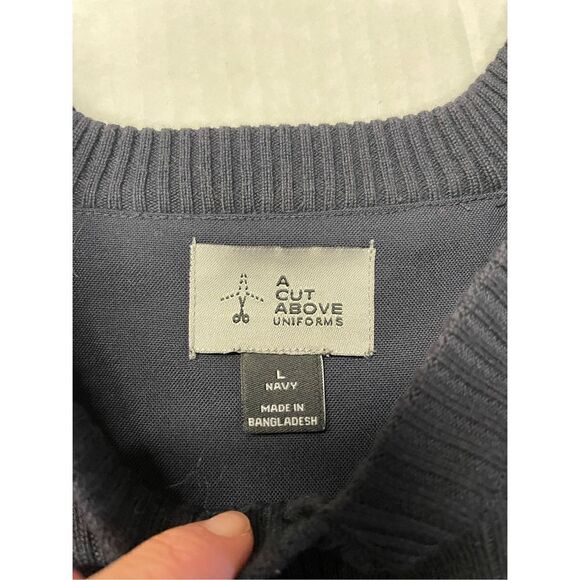 A
CUT
ABOVE
UNIFORMS
L
NAVY
MADE IN
BANGLADESH